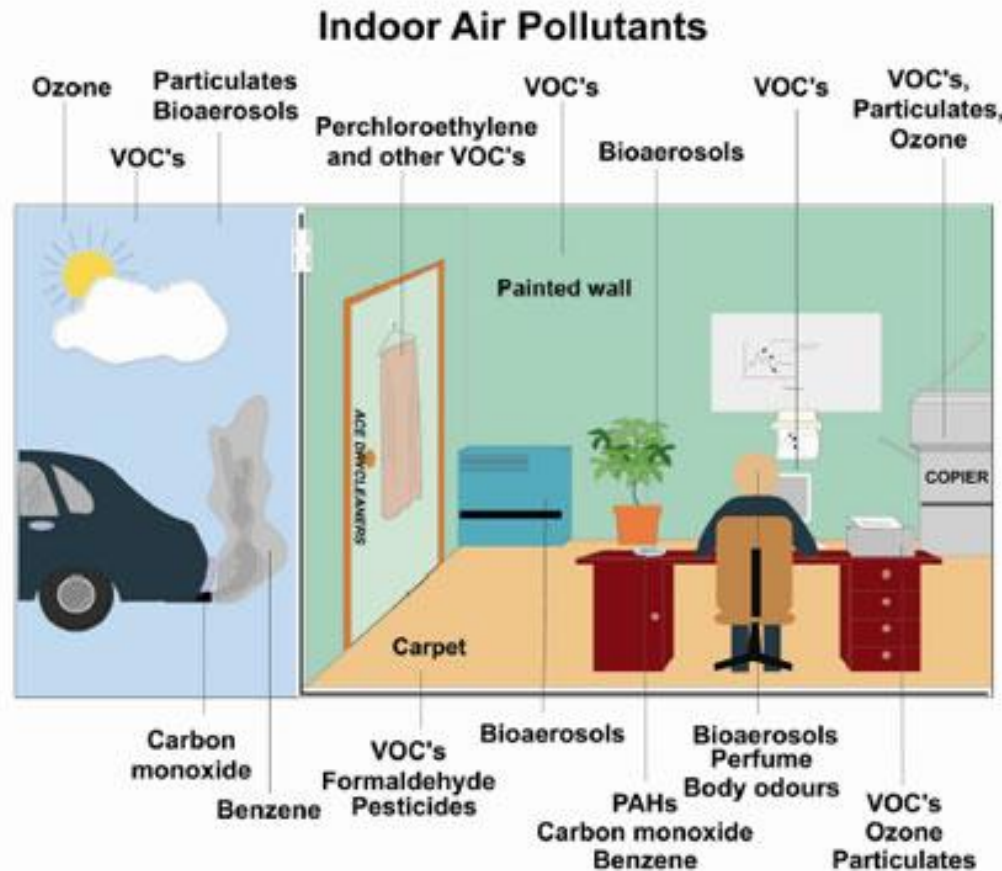 Indoor Air Pollutants
Ozone
Particulates
Bioaerosols
VOC's
Perchloroethylene
and other VOC's
VOC's
Bioaerosols
VOC's
VOC's,
Particulates,
Ozone
Painted wall
ACE DRYCLEANERS
COPIER
Carpet
Carbon
monoxide
Benzene
VOC's
Formaldehyde
Pesticides
Bioaerosols
PAHs
Carbon monoxide
Benzene
Bioaerosols
Perfume
Body odours
VOC's
Ozone
Particulates